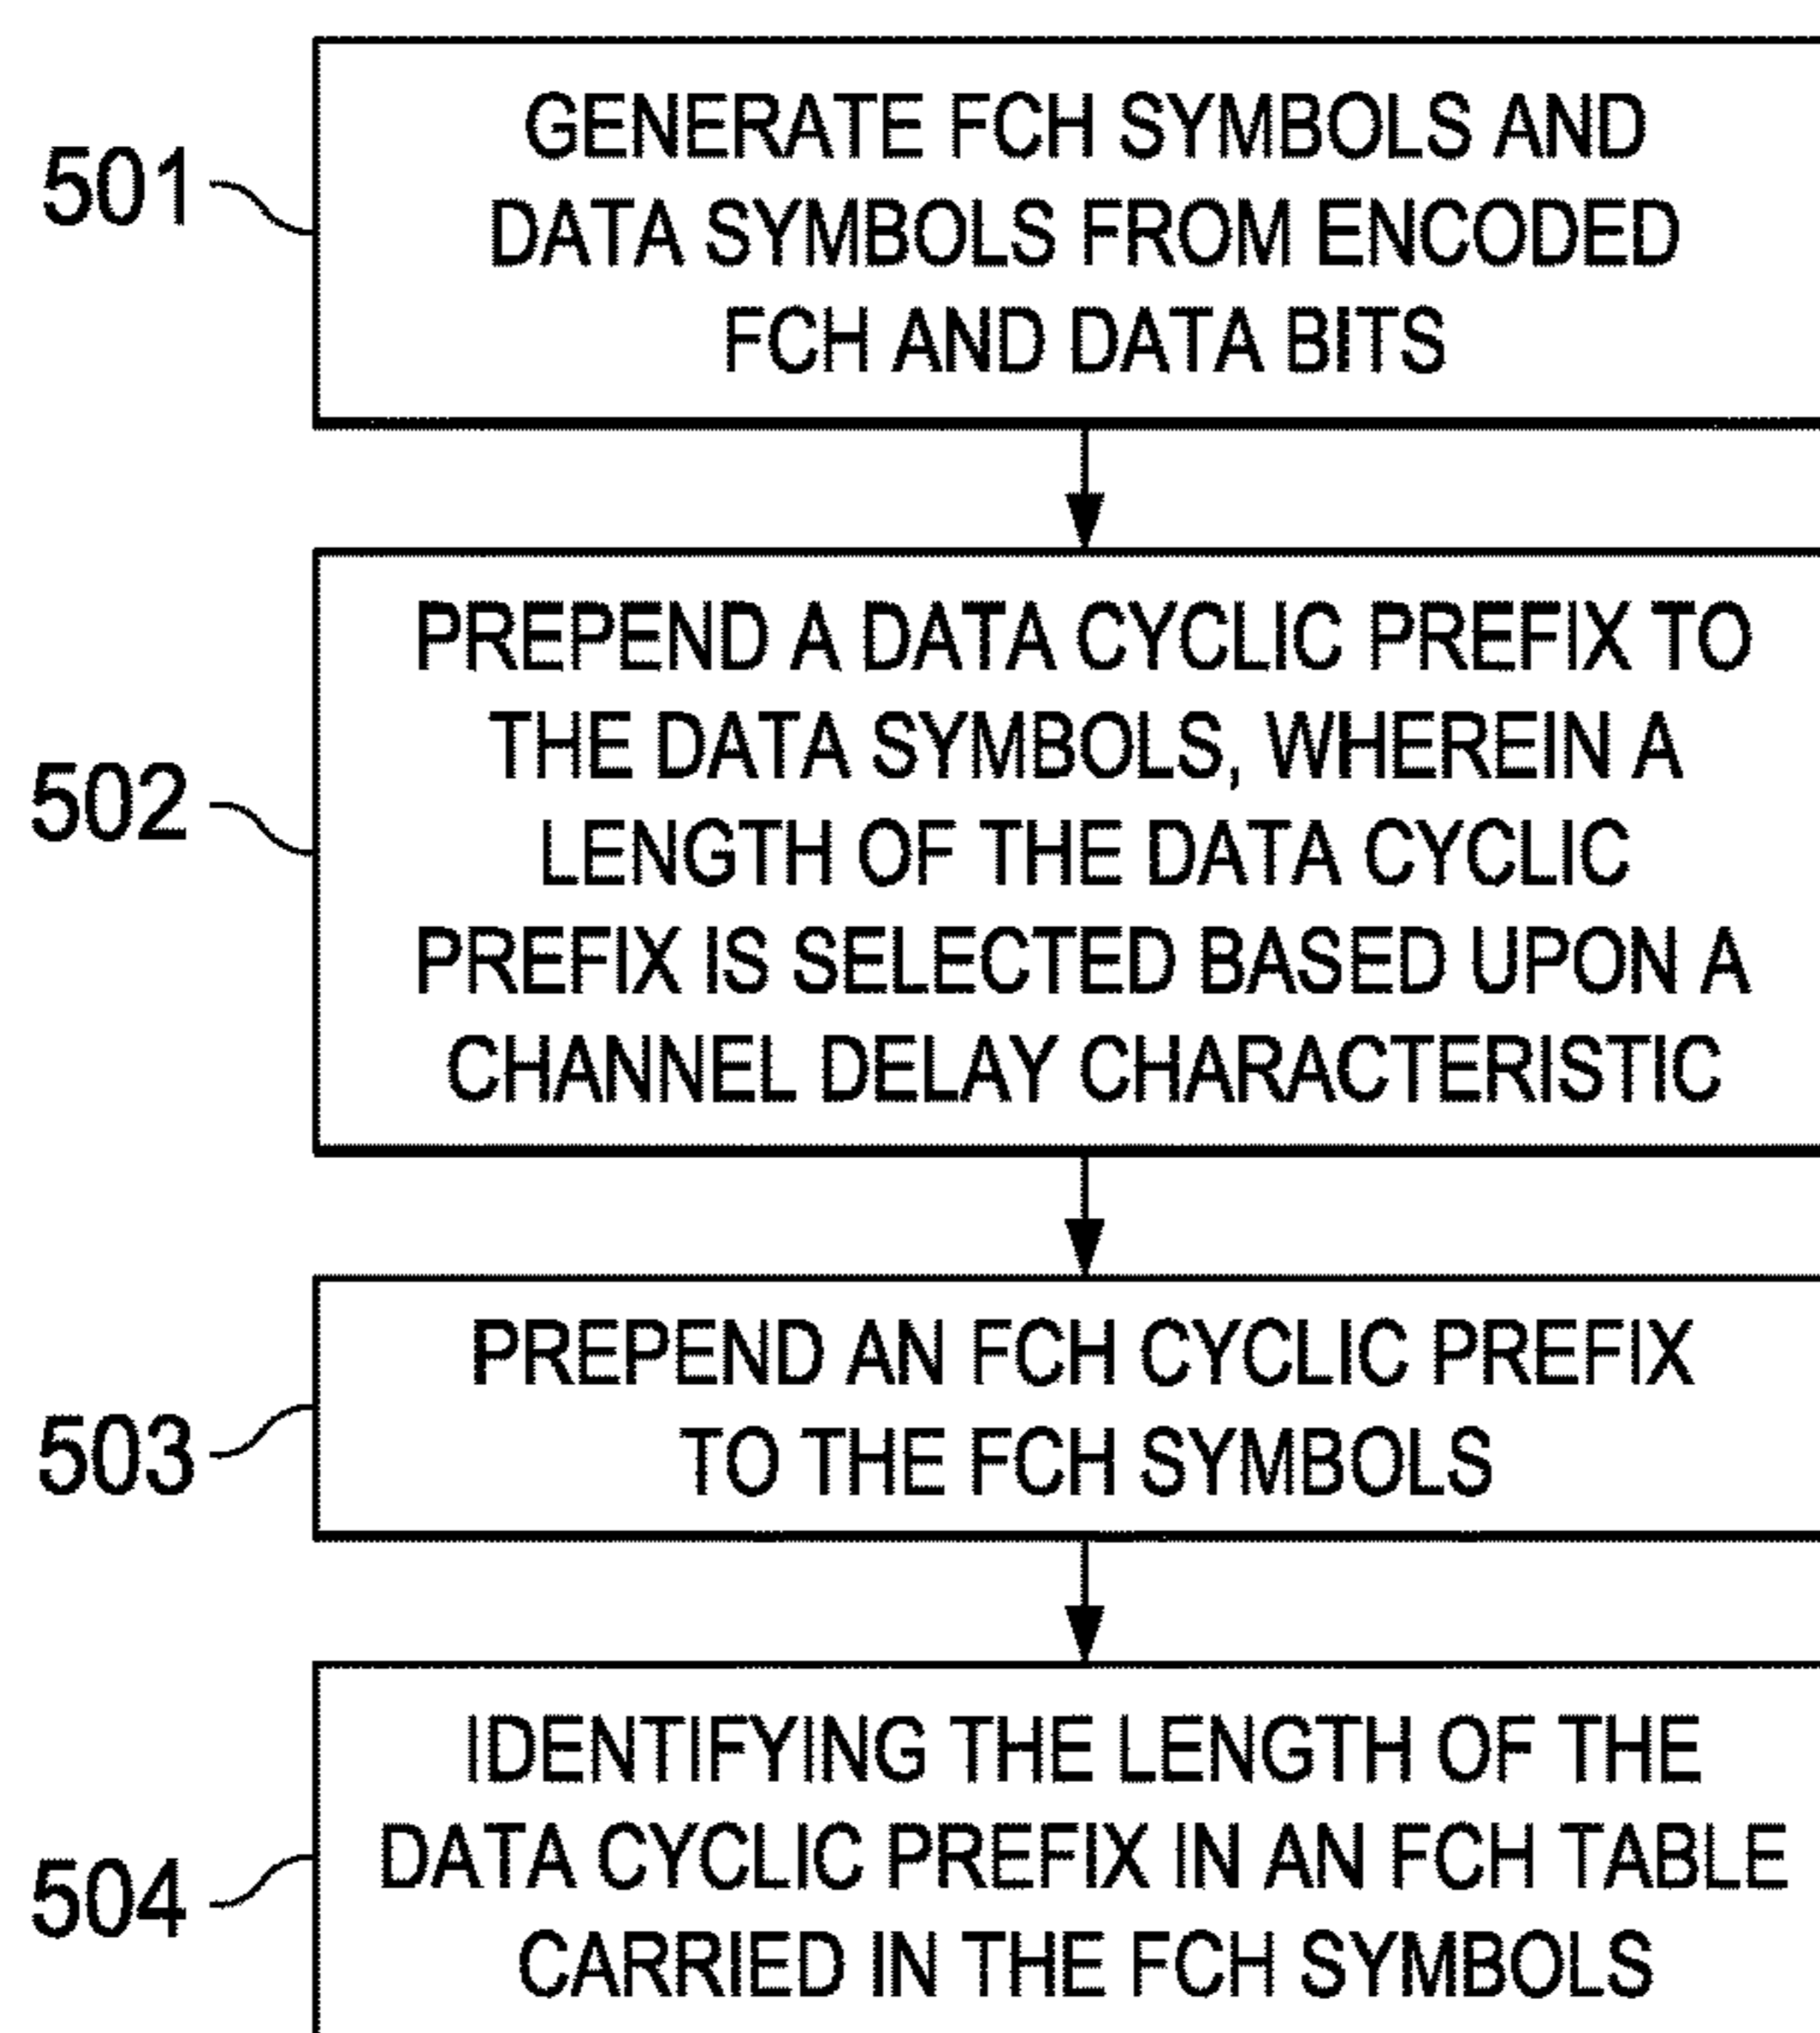 501
GENERATE FCH SYMBOLS AND
DATA SYMBOLS FROM ENCODED
FCH AND DATA BITS
502
PREPEND A DATA CYCLIC PREFIX TO
THE DATA SYMBOLS, WHEREIN A
LENGTH OF THE DATA CYCLIC
PREFIX IS SELECTED BASED UPON A
CHANNEL DELAY CHARACTERISTIC
503
PREPEND AN FCH CYCLIC PREFIX
TO THE FCH SYMBOLS
504
IDENTIFYING THE LENGTH OF THE
DATA CYCLIC PREFIX IN AN FCH TABLE
CARRIED IN THE FCH SYMBOLS